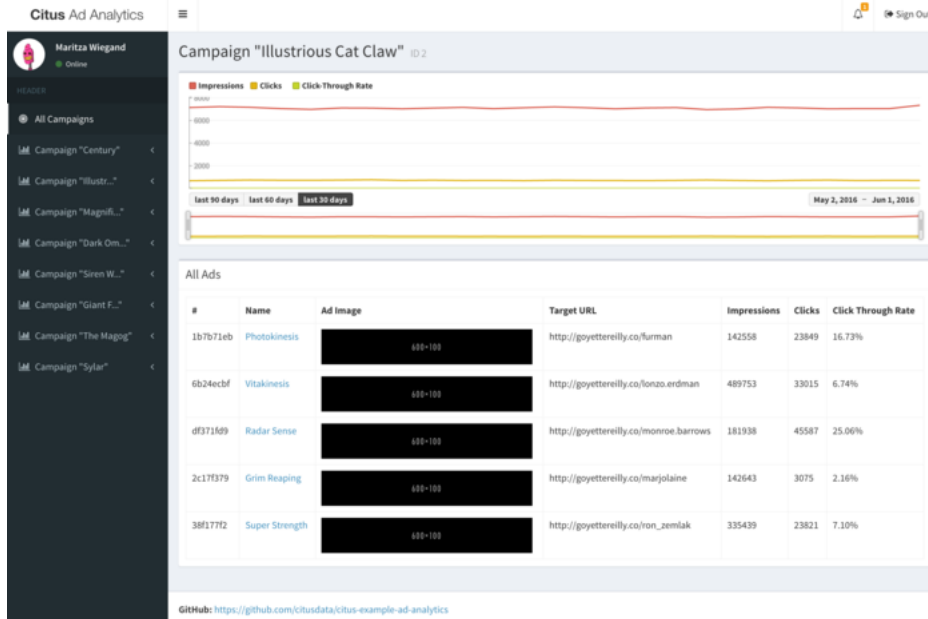 Citus Ad Analytics
1
Sign Ou
Maritza Wiegand
Online
HEADER
All Campaigns
Campaign "Century"
Campaign "Illustr..."
Campaign "Magnifi..."
Campaign "Dark Om..."
Campaign "Siren W..."
Campaign "Giant F..."
Campaign "The Magog"
Campaign "Sylar"
Campaign "Illustrious Cat Claw" ID 2
Impressions Clicks Click-Through Rate
8000
6000
4000
2000
last 90 days last 60 days last 30 days May 2, 2016 – Jun 1, 2016
All Ads
# Name Ad Image Target URL Impressions Clicks Click Through Rate
1b7b71eb Photokinesis 600×100 http://goyettereilly.co/furman 142558 23849 16.73%
6b24ecbf Vitakinesis 600×100 http://goyettereilly.co/lonzo.erdman 489753 33015 6.74%
df371fd9 Radar Sense 600×100 http://goyettereilly.co/monroe.barrows 181938 45587 25.06%
2c17f379 Grim Reaping 600×100 http://goyettereilly.co/marjolaine 142643 3075 2.16%
38f177f2 Super Strength 600×100 http://goyettereilly.co/ron_zemlak 335439 23821 7.10%
GitHub: https://github.com/citusdata/citus-example-ad-analytics